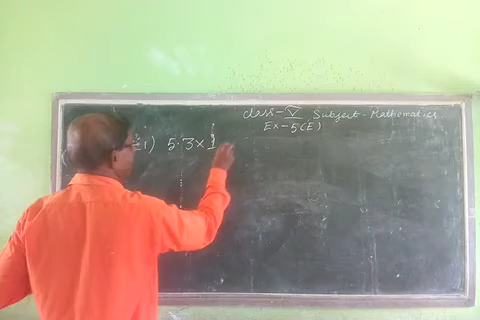 Class - V Subject - Mathematics
Ex - 5(E)
1) 5.3 × 1